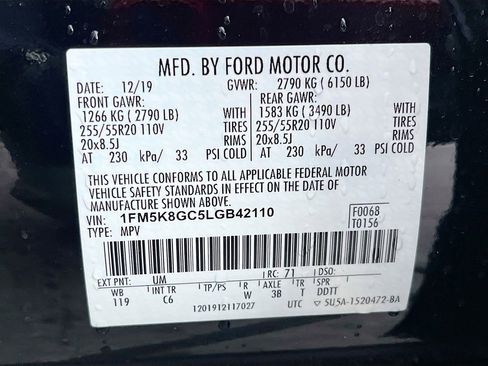 MFD. BY FORD MOTOR CO.
DATE: 12/19 GVWR: 2790 KG ( 6150 LB)
FRONT GAWR: REAR GAWR:
1266 KG ( 2790 LB) WITH 1583 KG ( 3490 LB) WITH
255/55R20 110V TIRES 255/55R20 110V TIRES
20x8.5J RIMS 20x8.5J RIMS
AT 230 kPa/ 33 PSI COLD AT 230 kPa/ 33 PSI COLD
THIS VEHICLE CONFORMS TO ALL APPLICABLE FEDERAL MOTOR
VEHICLE SAFETY STANDARDS IN EFFECT ON THE DATE OF
MANUFACTURE SHOWN ABOVE.
VIN: 1FM5K8GC5LGB42110 F0068
TYPE: MPV T0156
EXT PNT: UM RC: 71 DSO:
WB INT TR TP/PS R AXLE TR DDTT
119 C6 W 3B T
1201912117027 UTC 5U5A-1520472-BA